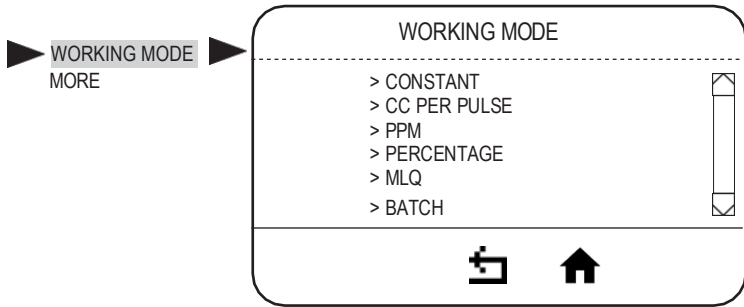 WORKING MODE
MORE
WORKING MODE
> CONSTANT
> CC PER PULSE
> PPM
> PERCENTAGE
> MLQ
> BATCH